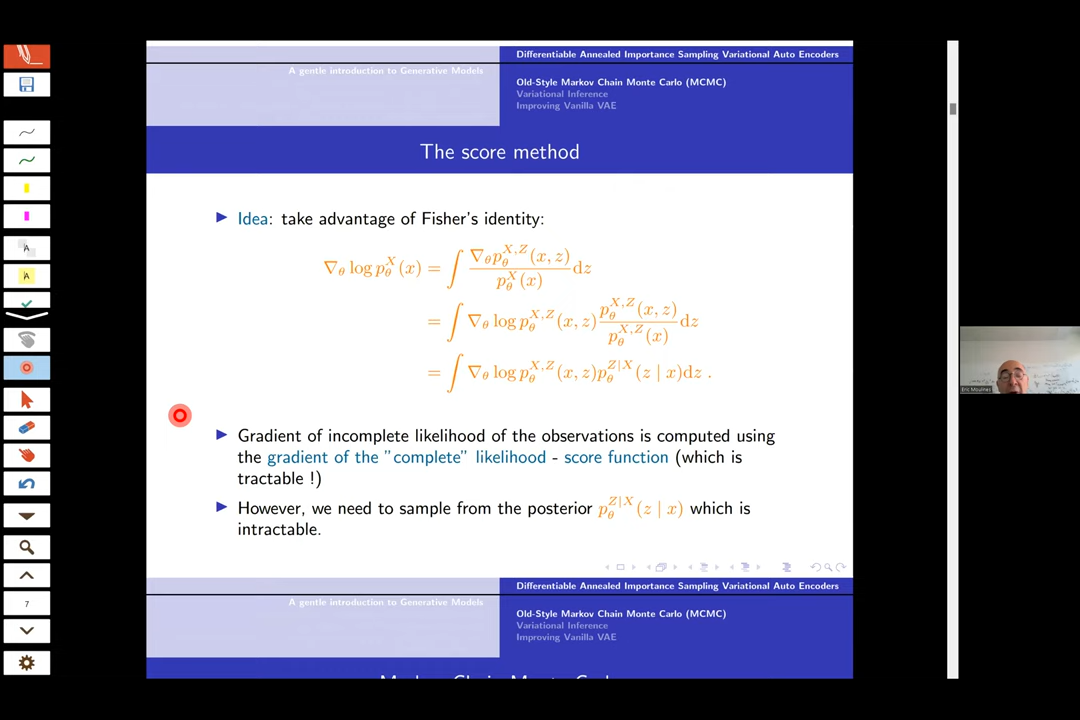 Differentiable Annealed Importance Sampling Variational Auto Encoders
A gentle introduction to Generative Models
Old-Style Markov Chain Monte Carlo (MCMC)
Variational Inference
Improving Vanilla VAE
The score method
Idea: take advantage of Fisher's identity:
∇_θ log p_θ^X(x) = ∫ ∇_θ p_θ^{X,Z}(x, z) / p_θ^X(x) dz
= ∫ ∇_θ log p_θ^{X,Z}(x, z) p_θ^{X,Z}(x, z) / p_θ^{X,Z}(x) dz
= ∫ ∇_θ log p_θ^{X,Z}(x, z) p_θ^{Z|X}(z | x) dz .
Gradient of incomplete likelihood of the observations is computed using
the gradient of the "complete" likelihood - score function (which is
tractable !)
However, we need to sample from the posterior p_θ^{Z|X}(z | x) which is
intractable.
Differentiable Annealed Importance Sampling Variational Auto Encoders
A gentle introduction to Generative Models
Old-Style Markov Chain Monte Carlo (MCMC)
Variational Inference
Improving Vanilla VAE
A
A
7
Eric Moulines